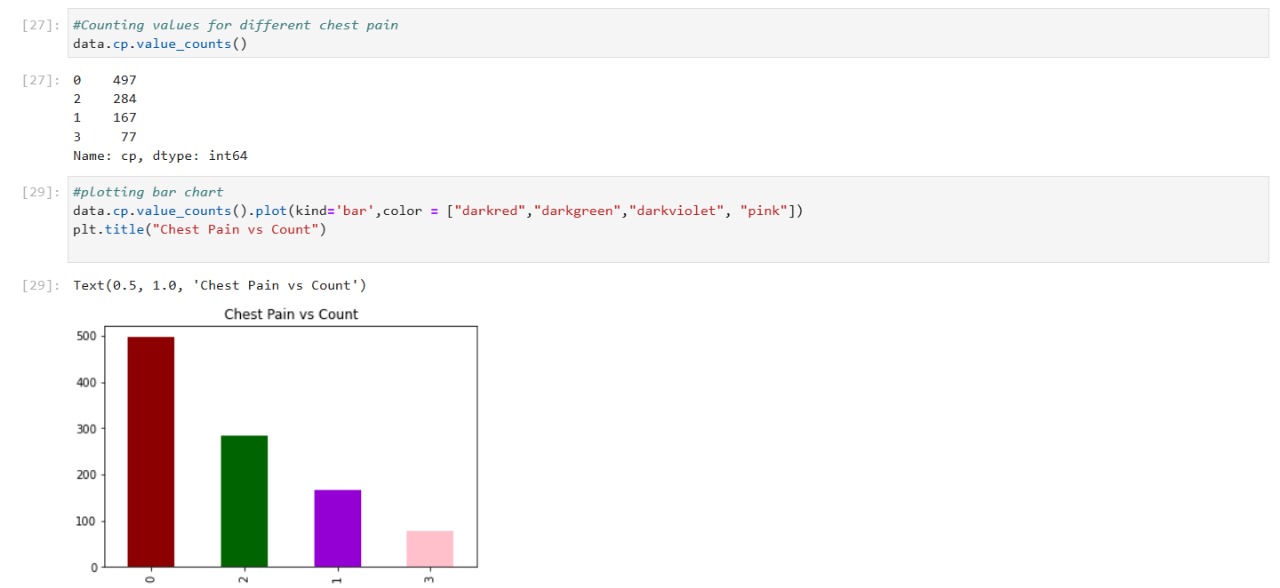 [27]: #Counting values for different chest pain
data.cp.value_counts()
[27]: 0 497
2 284
1 167
3 77
Name: cp, dtype: int64
[29]: #plotting bar chart
data.cp.value_counts().plot(kind='bar',color = ["darkred","darkgreen","darkviolet", "pink"])
plt.title("Chest Pain vs Count")
[29]: Text(0.5, 1.0, 'Chest Pain vs Count')
Chest Pain vs Count
500
400
300
200
100
0
0 2 1 3